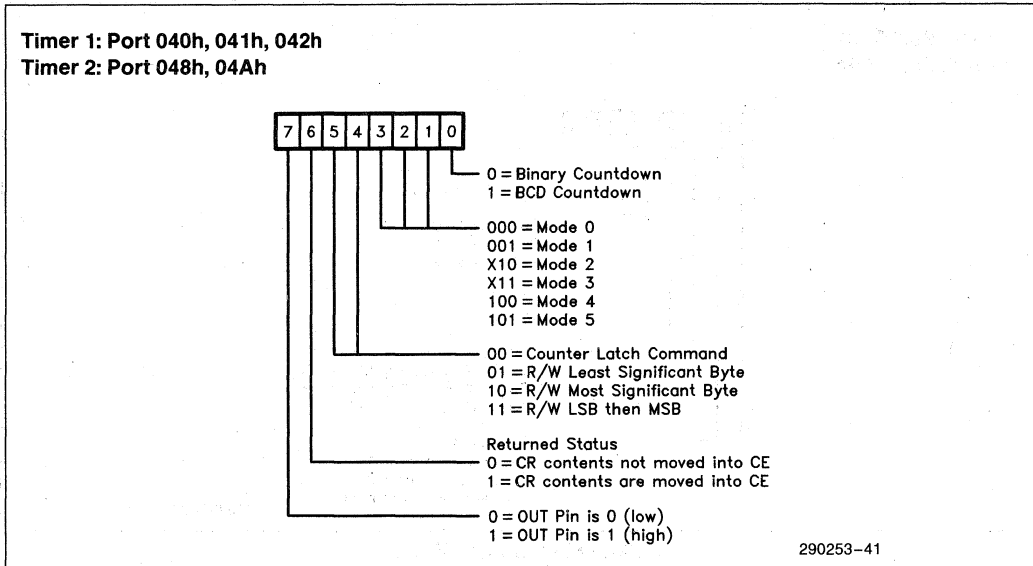 Timer 1: Port 040h, 041h, 042h
Timer 2: Port 048h, 04Ah
7 6 5 4 3 2 1 0
0 = Binary Countdown
1 = BCD Countdown
000 = Mode 0
001 = Mode 1
X10 = Mode 2
X11 = Mode 3
100 = Mode 4
101 = Mode 5
00 = Counter Latch Command
01 = R/W Least Significant Byte
10 = R/W Most Significant Byte
11 = R/W LSB then MSB
Returned Status
0 = CR contents not moved into CE
1 = CR contents are moved into CE
0 = OUT Pin is 0 (low)
1 = OUT Pin is 1 (high)
290253-41